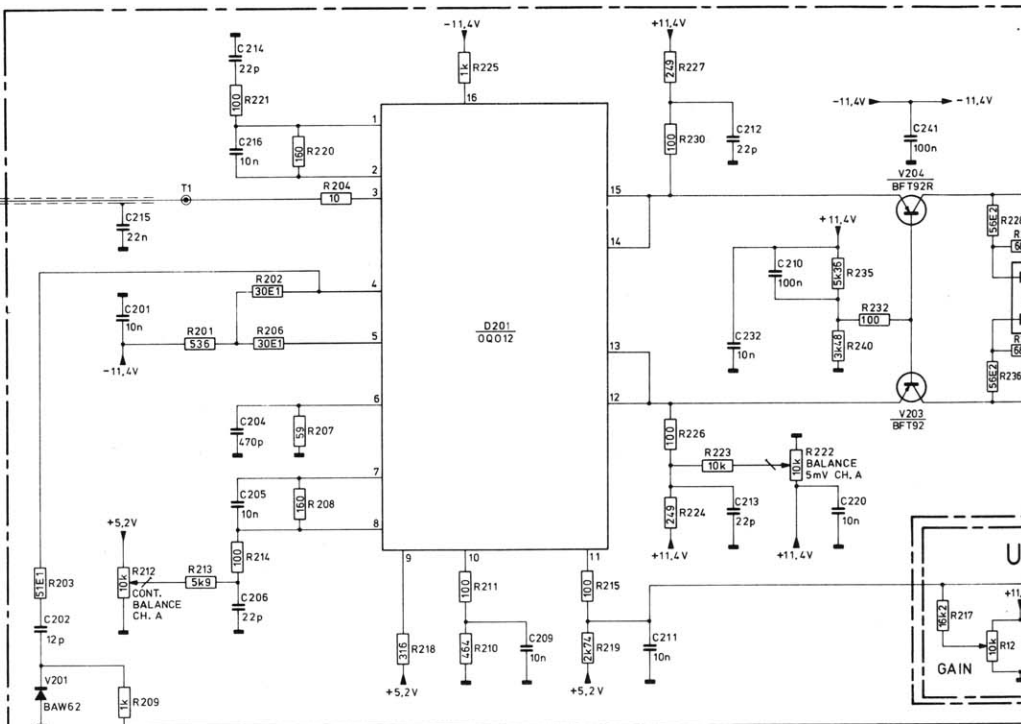 -11,4V
+11,4V
C214
22p
1k
R225
249
R227
100
R221
16
-11,4V
-11,4V
1
C216
10n
160
R220
100
R230
C212
22p
C241
100n
2
V204
BFT92R
T1
R204
10
3
15
C215
22n
56E2
+11,4V
14
R202
30E1
4
C210
100n
5k36
R235
C201
10n
R201
536
R206
30E1
5
D201
OQ012
R232
100
C232
10n
3k48
R240
13
-11,4V
56E2
R236
6
12
C204
470p
59
R207
V203
BFT92
100
R226
R223
10k
10k
R222
BALANCE
5mV CH. A
7
C205
10n
160
R208
249
R224
C213
22p
C220
10n
8
+5,2V
100
R214
+11,4V
+11,4V
U
9
10
11
51E1
R203
10k
R212
CONT.
BALANCE
CH. A
R213
5k9
100
R211
100
R215
C206
22p
16k2
R217
C202
12p
316
R218
464
R210
C209
10n
2k74
R219
C211
10n
10k
R12
GAIN
+5,2V
+5,2V
V201
BAW62
1k
R209